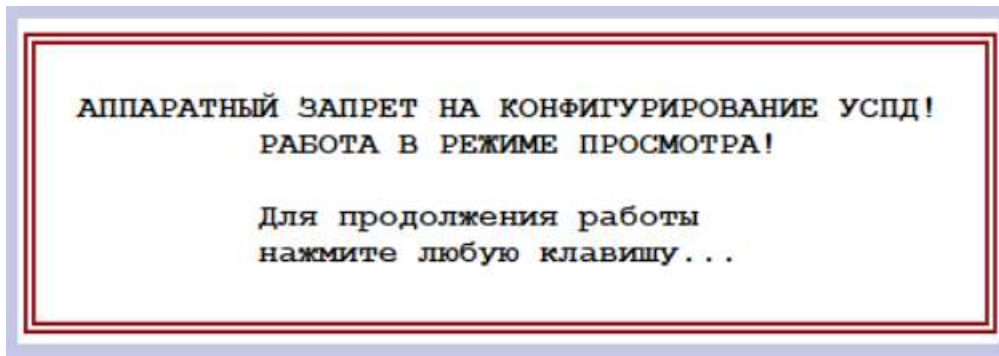 АППАРАТНЫЙ ЗАПРЕТ НА КОНФИГУРИРОВАНИЕ УСПД!
РАБОТА В РЕЖИМЕ ПРОСМОТРА!
Для продолжения работы
нажмите любую клавишу...